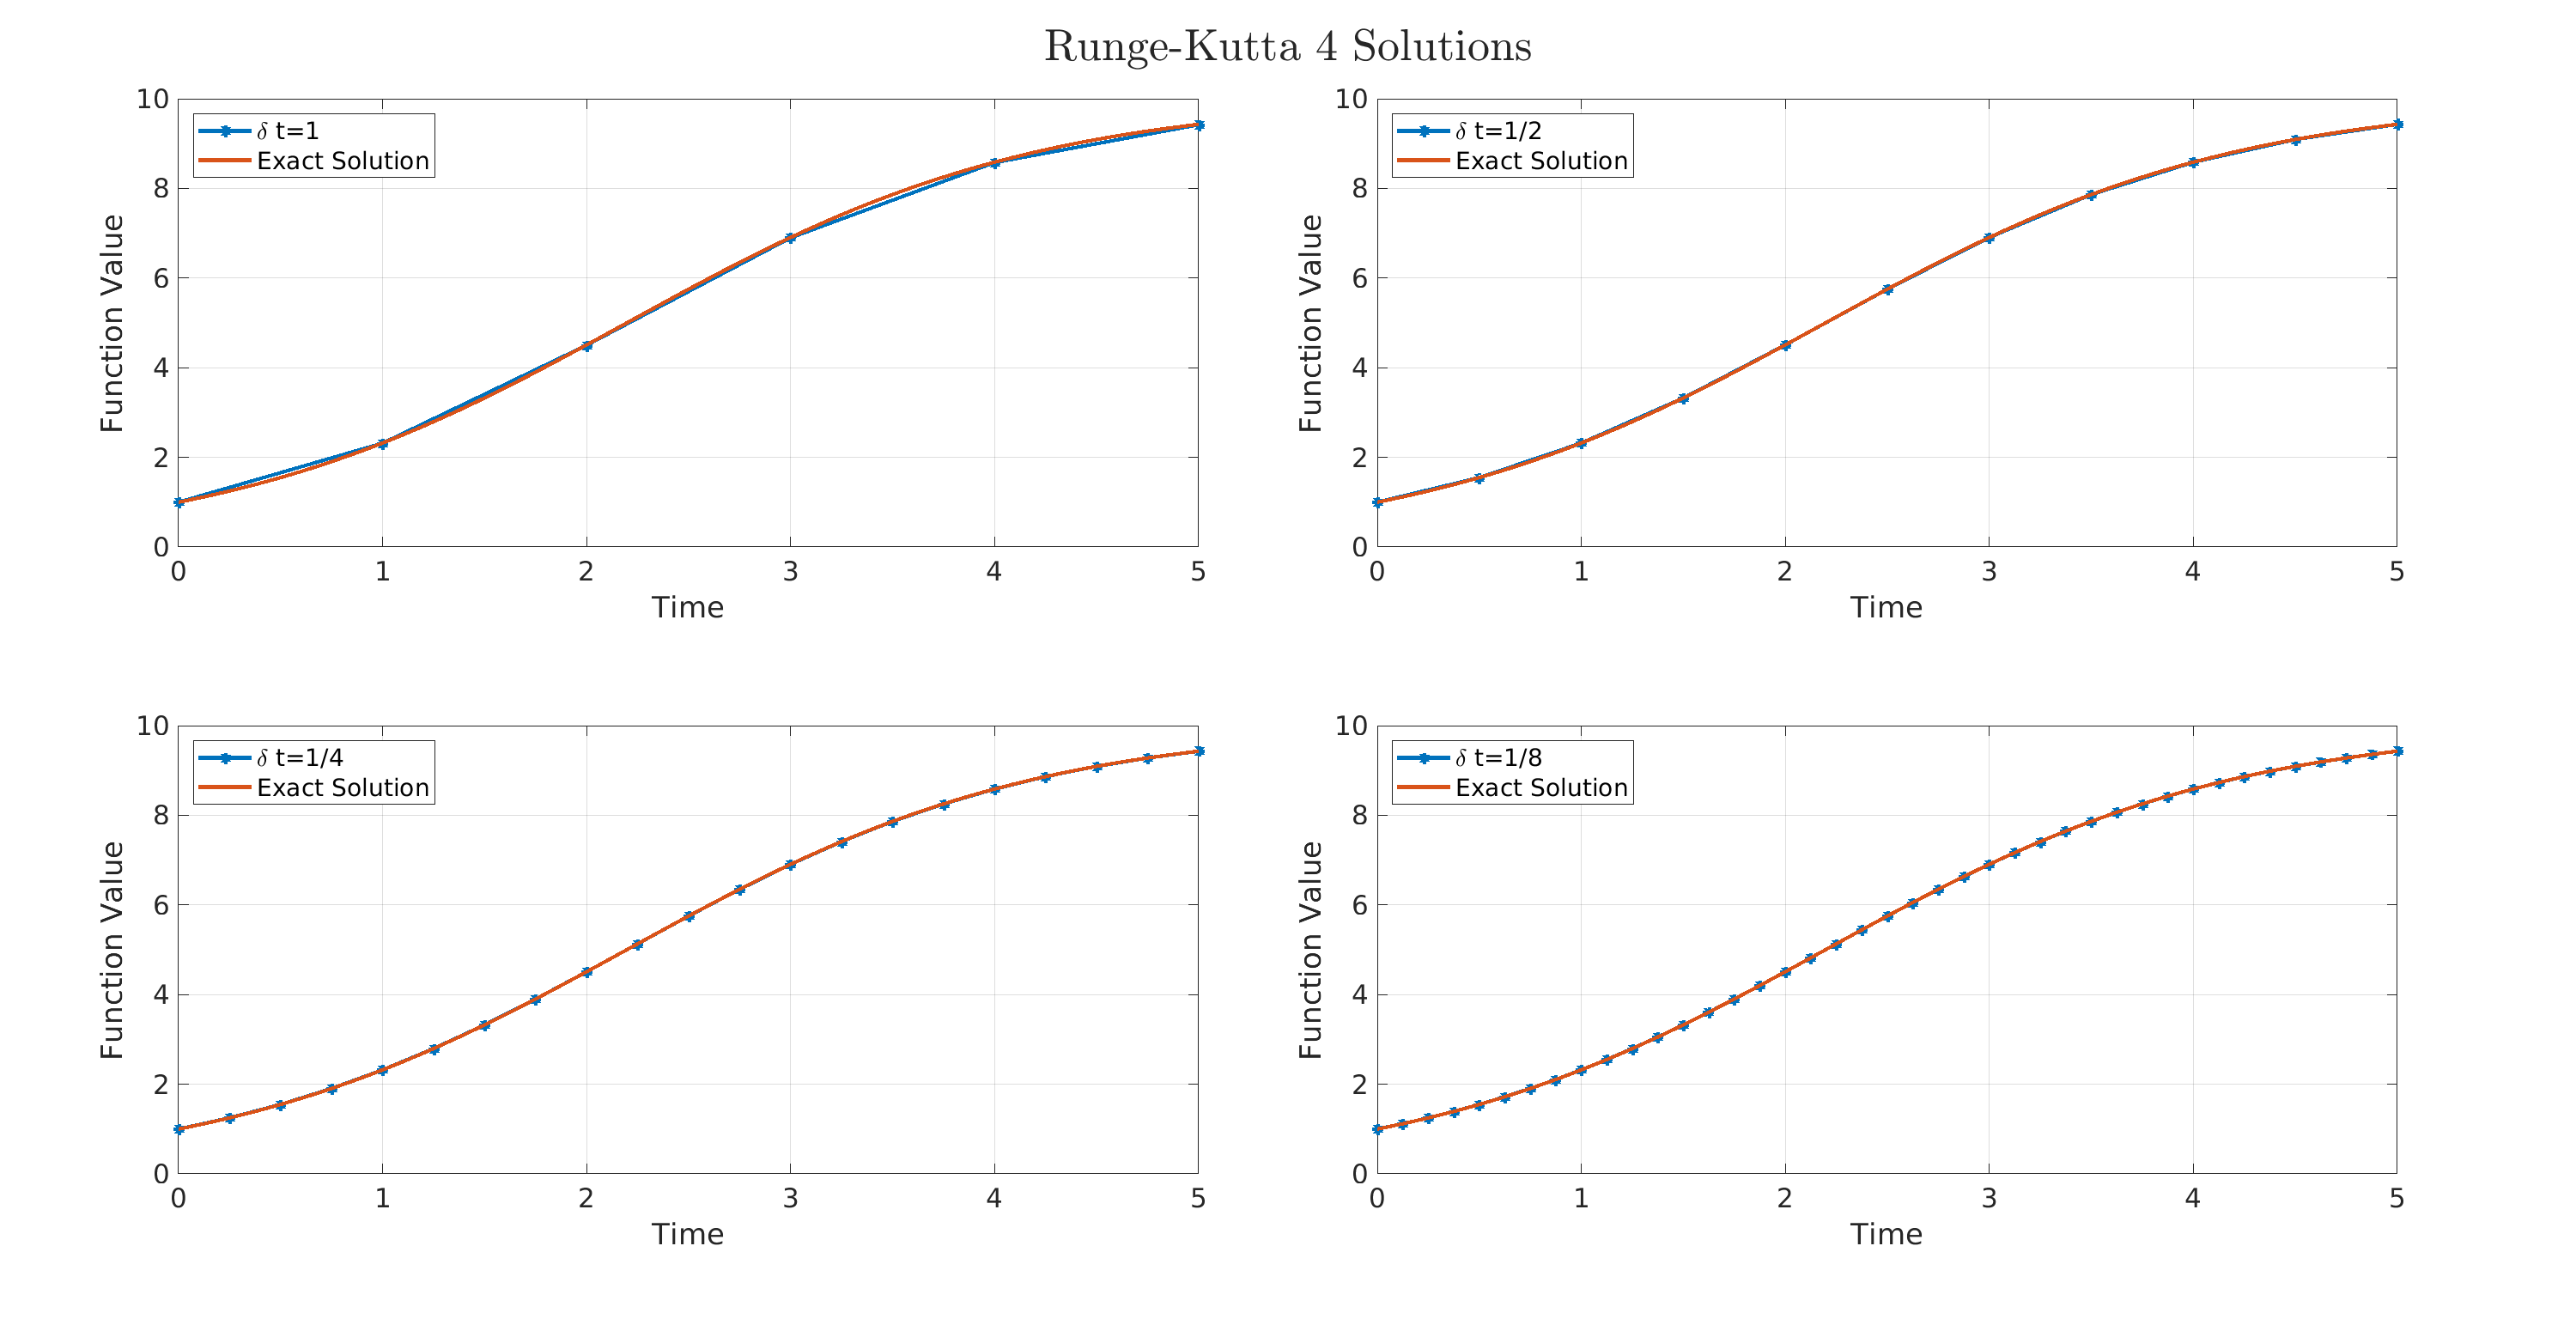 Runge-Kutta 4 Solutions
10
8
6
4
2
0
Function Value
δ t=1
Exact Solution
0 1 2 3 4 5
Time
10
8
6
4
2
0
Function Value
δ t=1/2
Exact Solution
0 1 2 3 4 5
Time
10
8
6
4
2
0
Function Value
δ t=1/4
Exact Solution
0 1 2 3 4 5
Time
10
8
6
4
2
0
Function Value
δ t=1/8
Exact Solution
0 1 2 3 4 5
Time